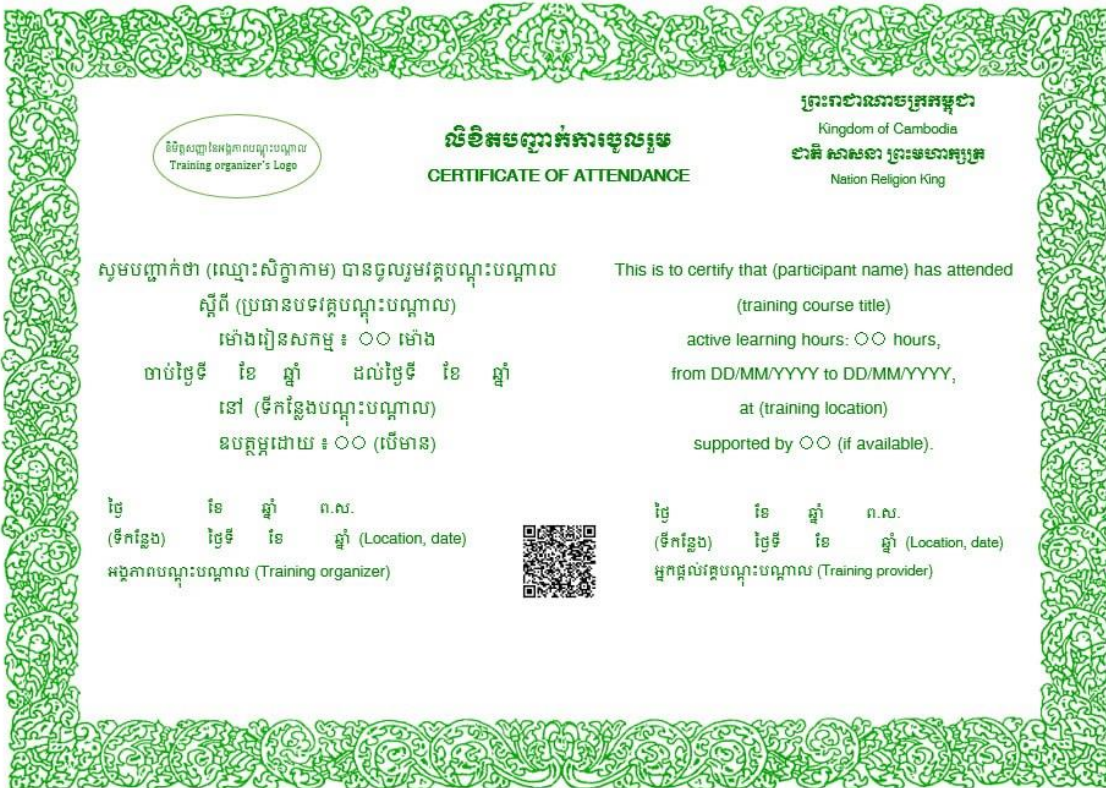 ព្រះរាជាណាចក្រកម្ពុជា
Kingdom of Cambodia
ជាតិ សាសនា ព្រះមហាក្សត្រ
Nation Religion King
និមិត្តសញ្ញានៃអង្គភាពបណ្តុះបណ្តាល
Training organizer's Logo
លិខិតបញ្ជាក់ការចូលរួម
CERTIFICATE OF ATTENDANCE
សូមបញ្ជាក់ថា (ឈ្មោះសិក្ខាកាម) បានចូលរួមវគ្គបណ្តុះបណ្តាល
ស្តីពី (ប្រធានបទវគ្គបណ្តុះបណ្តាល)
ម៉ោងរៀនសកម្ម ៖ ○○ ម៉ោង
ចាប់ថ្ងៃទី ខែ ឆ្នាំ ដល់ថ្ងៃទី ខែ ឆ្នាំ
នៅ (ទីកន្លែងបណ្តុះបណ្តាល)
ឧបត្ថម្ភដោយ ៖ ○○ (បើមាន)
This is to certify that (participant name) has attended
(training course title)
active learning hours: ○○ hours,
from DD/MM/YYYY to DD/MM/YYYY,
at (training location)
supported by ○○ (if available).
ថ្ងៃ ខែ ឆ្នាំ ព.ស.
(ទីកន្លែង) ថ្ងៃទី ខែ ឆ្នាំ (Location, date)
អង្គភាពបណ្តុះបណ្តាល (Training organizer)
ថ្ងៃ ខែ ឆ្នាំ ព.ស.
(ទីកន្លែង) ថ្ងៃទី ខែ ឆ្នាំ (Location, date)
អ្នកផ្តល់វគ្គបណ្តុះបណ្តាល (Training provider)